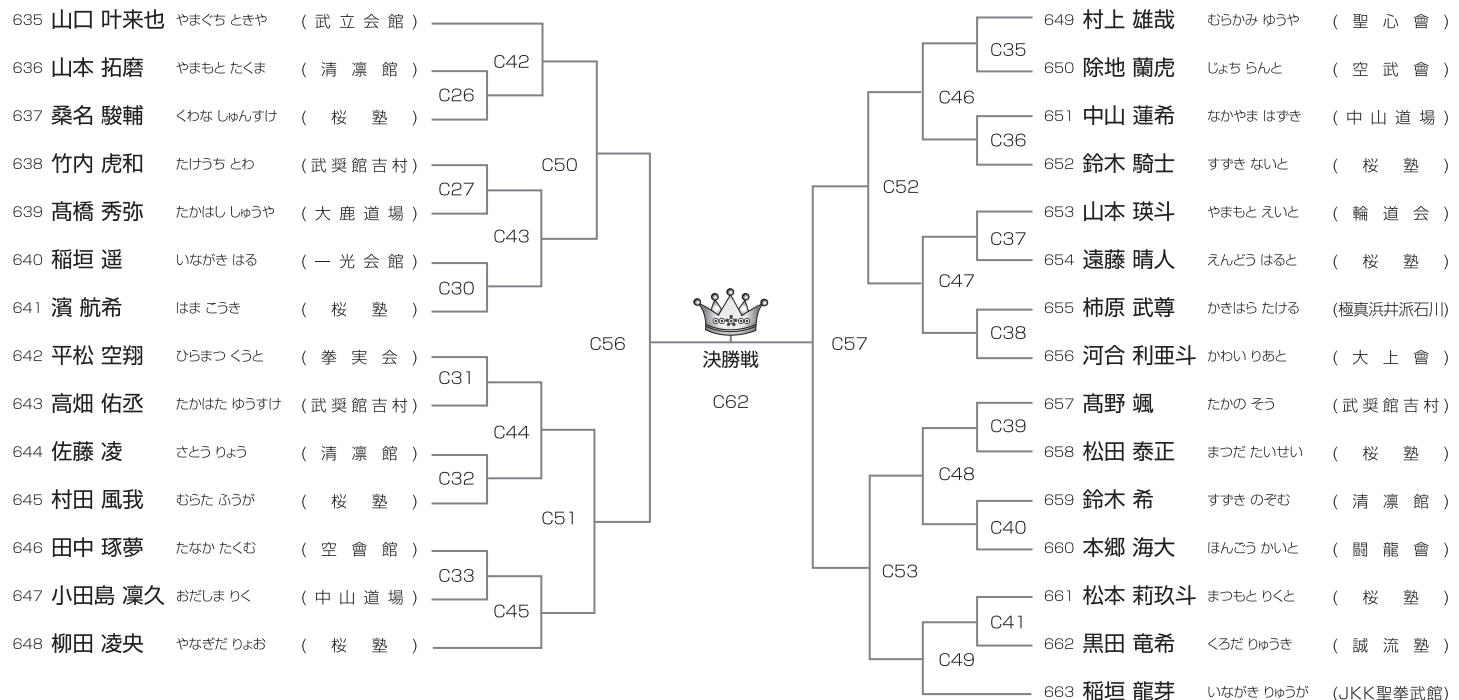 635 山口 叶来也 やまぐち ときや (武立会館)
636 山本 拓磨 やまもと たくま (清凛館)
637 桑名 駿輔 くわな しゅんすけ (桜塾)
638 竹内 虎和 たけうち とわ (武奨館吉村)
639 髙橋 秀弥 たかはし しゅうや (大鹿道場)
640 稲垣 遥 いながき はる (一光会館)
641 濱 航希 はま こうき (桜塾)
642 平松 空翔 ひらまつ くうと (拳実会)
643 高畑 佑丞 たかはた ゆうすけ (武奨館吉村)
644 佐藤 凌 さとう りょう (清凛館)
645 村田 風我 むらた ふうが (桜塾)
646 田中 琢夢 たなか たくむ (空會館)
647 小田島 凜久 おだしま りく (中山道場)
648 柳田 凌央 やなぎだ りょお (桜塾)
C42
C26
C50
C27
C43
C30
C56
C31
C44
C32
C51
C33
C45
決勝戦
C62
C35
C46
C36
C52
C37
C47
C38
C57
C39
C48
C40
C53
C41
C49
649 村上 雄哉 むらかみ ゆうや (聖心會)
650 除地 蘭虎 じょち らんと (空武會)
651 中山 蓮希 なかやま はずき (中山道場)
652 鈴木 騎士 すずき ないと (桜塾)
653 山本 瑛斗 やまもと えいと (輪道会)
654 遠藤 晴人 えんどう はると (桜塾)
655 柿原 武尊 かきはら たける (極真浜井派石川)
656 河合 利亜斗 かわい りあと (大上會)
657 髙野 颯 たかの そう (武奨館吉村)
658 松田 泰正 まつだ たいせい (桜塾)
659 鈴木 希 すずき のぞむ (清凛館)
660 本郷 海大 ほんごう かいと (闘龍會)
661 松本 莉玖斗 まつもと りくと (桜塾)
662 黒田 竜希 くろだ りゅうき (誠流塾)
663 稲垣 龍芽 いながき りゅうが (JKK聖拳武館)